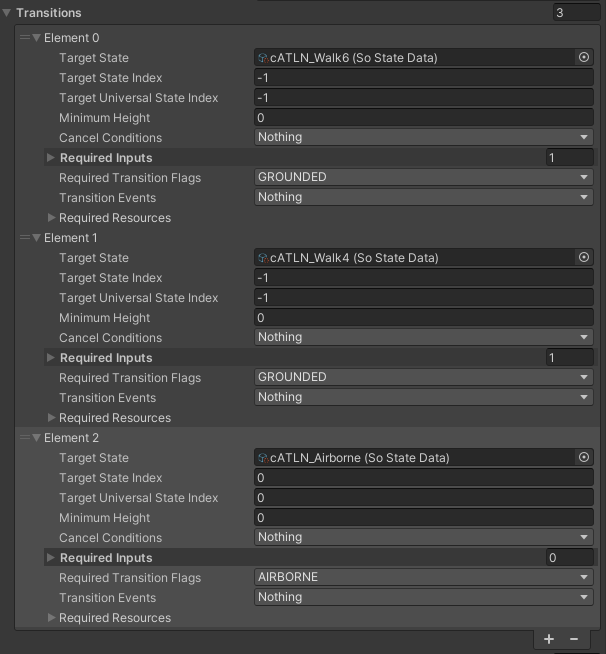 Transitions 3
Element 0
Target State cATLN_Walk6 (So State Data)
Target State Index -1
Target Universal State Index -1
Minimum Height 0
Cancel Conditions Nothing
Required Inputs 1
Required Transition Flags GROUNDED
Transition Events Nothing
Required Resources
Element 1
Target State cATLN_Walk4 (So State Data)
Target State Index -1
Target Universal State Index -1
Minimum Height 0
Cancel Conditions Nothing
Required Inputs 1
Required Transition Flags GROUNDED
Transition Events Nothing
Required Resources
Element 2
Target State cATLN_Airborne (So State Data)
Target State Index 0
Target Universal State Index 0
Minimum Height 0
Cancel Conditions Nothing
Required Inputs 0
Required Transition Flags AIRBORNE
Transition Events Nothing
Required Resources
+ −